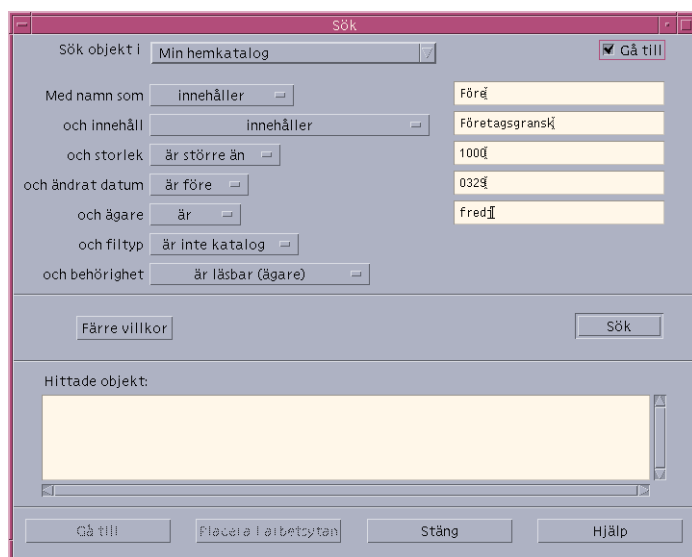 Sök
Sök objekt i Min hemkatalog Gå till
Med namn som innehåller Före
och innehåll innehåller Företagsgransk
och storlek är större än 1000
och ändrat datum är före 0329
och ägare är fred
och filtyp är inte katalog
och behörighet är läsbar (ägare)
Färre villkor Sök
Hittade objekt:
Gå till Placera i arbetsytan Stäng Hjälp